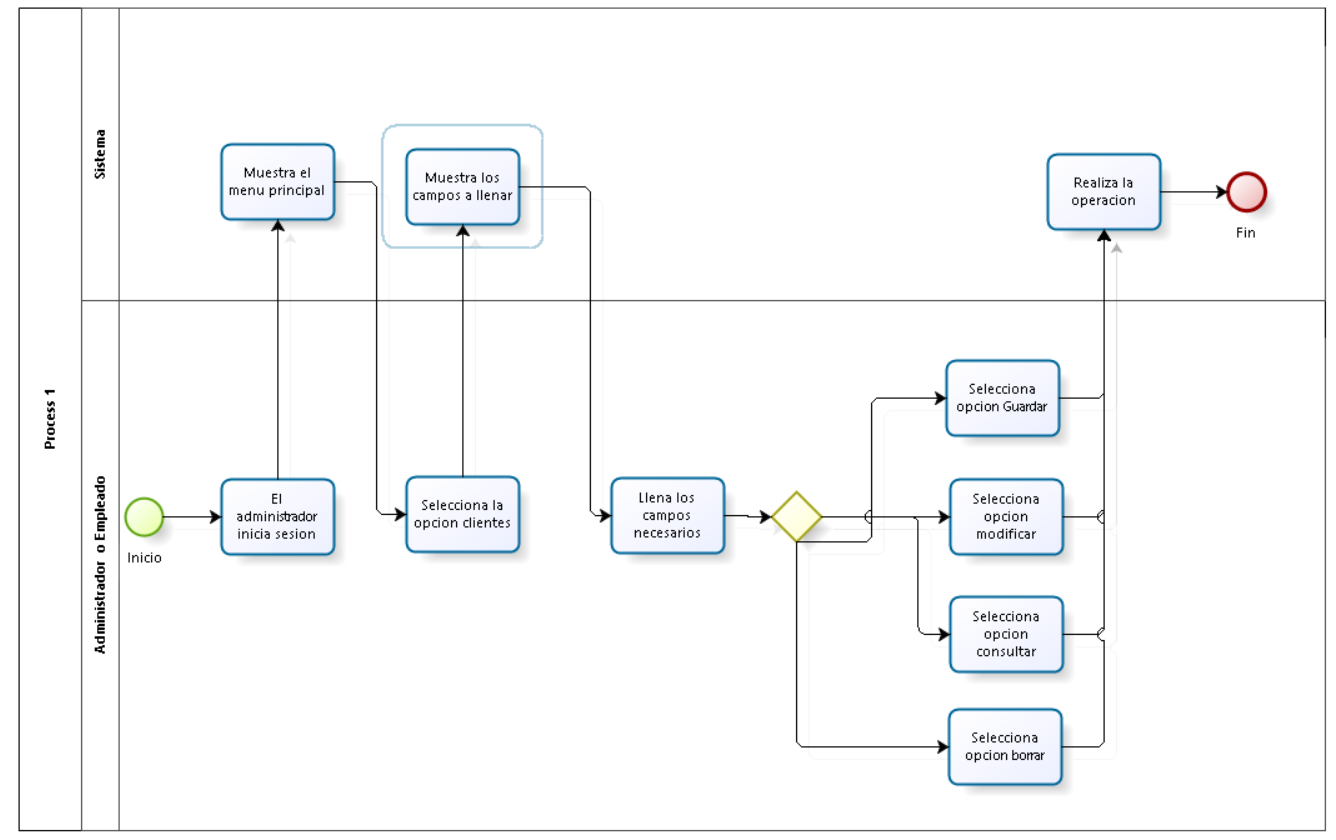 Process 1
Sistema
Muestra el
menu principal
Muestra los
campos a llenar
Realiza la
operacion
Fin
Administrador o Empleado
Inicio
El
administrador
inicia sesion
Selecciona la
opcion clientes
Llena los
campos
necesarios
Selecciona
opcion Guardar
Selecciona
opcion
modificar
Selecciona
opcion
consultar
Selecciona
opcion borrar